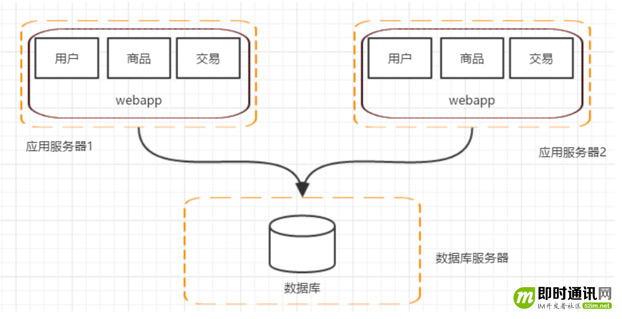 用户 商品 交易
webapp
应用服务器1
用户 商品 交易
webapp
应用服务器2
数据库
数据库服务器
即时通讯网
IM开发者社区 52im.net